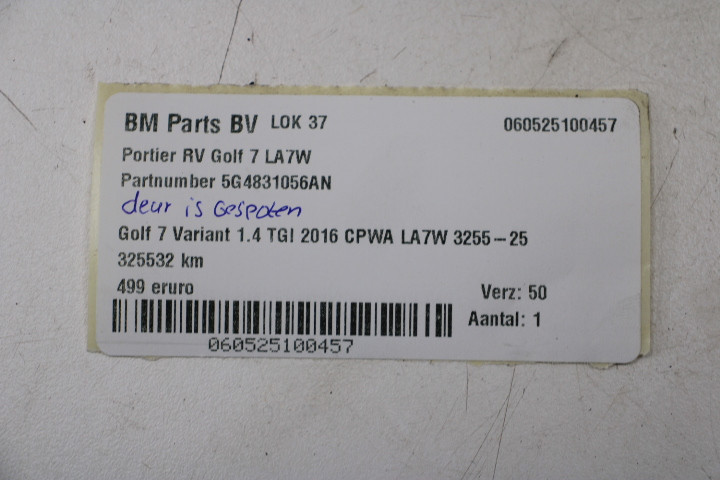 BM Parts BV LOK 37 060525100457
Portier RV Golf 7 LA7W
Partnumber 5G4831056AN
deur is Gespoten
Golf 7 Variant 1.4 TGI 2016 CPWA LA7W 3255-25
325532 km
499 eruro Verz: 50
Aantal: 1
060525100457